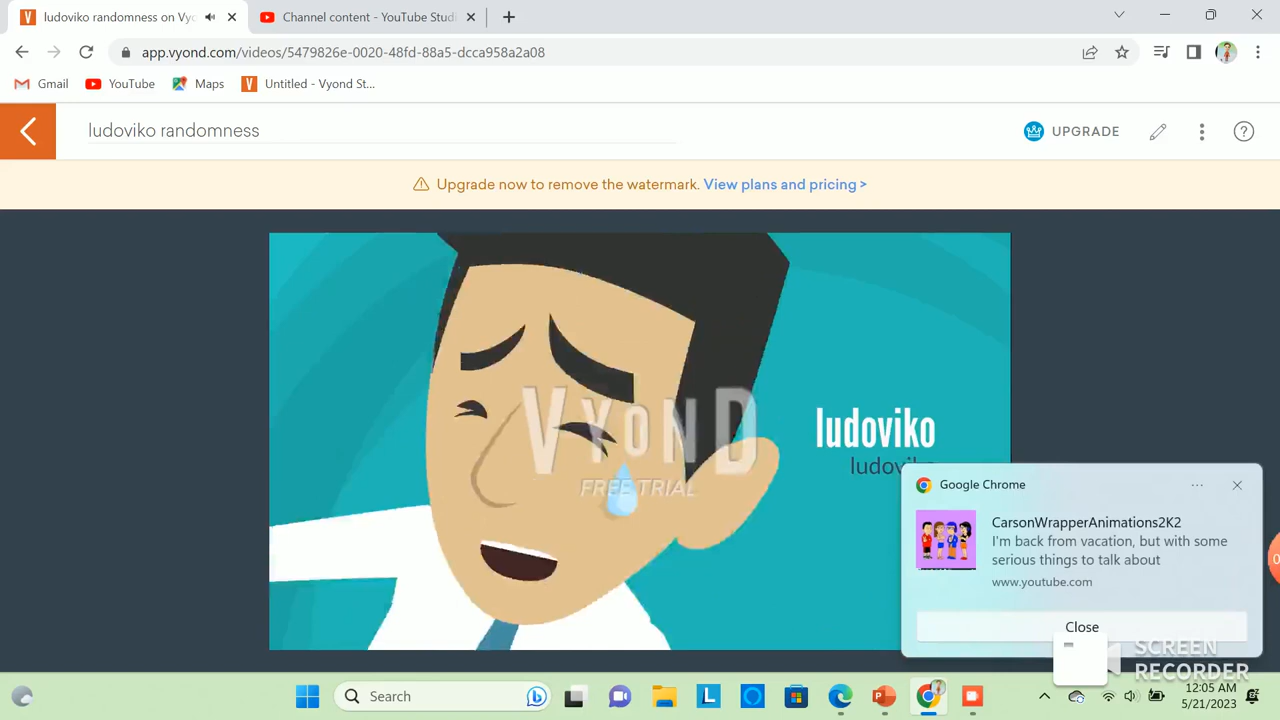 ludoviko randomness on Vyo
Channel content - YouTube Studi
app.vyond.com/videos/5479826e-0020-48fd-88a5-dcca958a2a08
Gmail
YouTube
Maps
Untitled - Vyond St...
ludoviko randomness
UPGRADE
Upgrade now to remove the watermark. View plans and pricing >
VYOND
FREE TRIAL
ludoviko
ludoviko
Google Chrome
CarsonWrapperAnimations2K2
I'm back from vacation, but with some
serious things to talk about
www.youtube.com
Close
SCREEN
RECORDER
Search
12:05 AM
5/21/2023